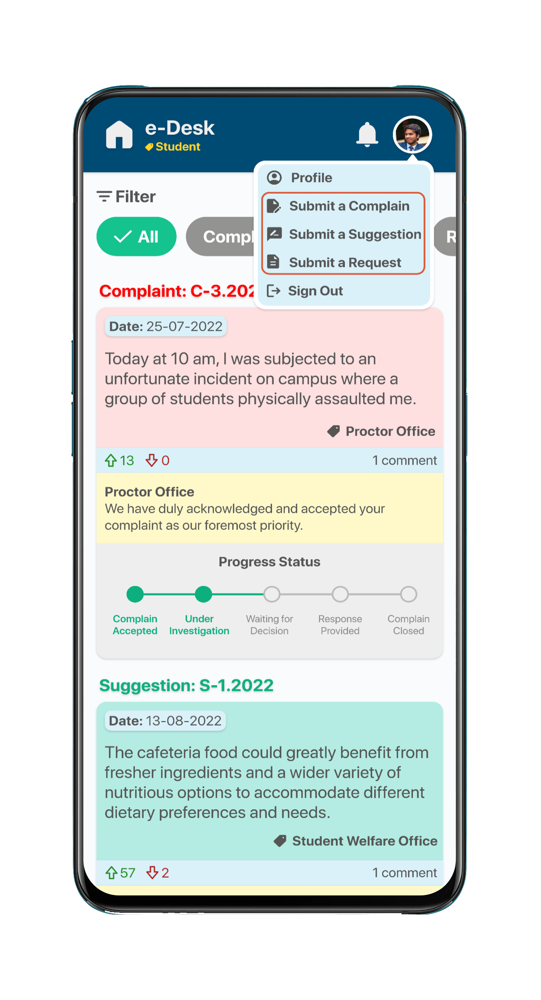 e-Desk
Student
Profile
Submit a Complain
Submit a Suggestion
Submit a Request
Sign Out
Filter
All
Date: 25-07-2022
Today at 10 am, I was subjected to an
unfortunate incident on campus where a
group of students physically assaulted me.
Proctor Office
13 0 1 comment
Proctor Office
We have duly acknowledged and accepted your
complaint as our foremost priority.
Progress Status
Complain Under Waiting for Response Complain
Accepted Investigation Decision Provided Closed
Suggestion: S-1.2022
Date: 13-08-2022
The cafeteria food could greatly benefit from
fresher ingredients and a wider variety of
nutritious options to accommodate different
dietary preferences and needs.
Student Welfare Office
57 2 1 comment